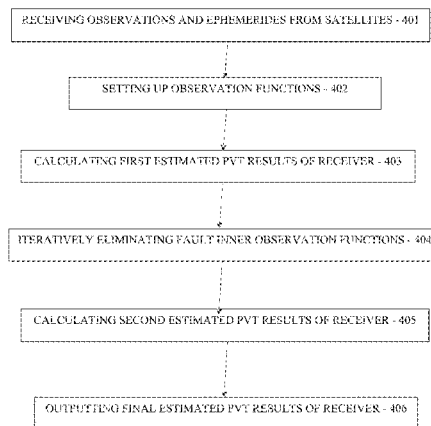 RECEIVING OBSERVATIONS AND EPHEMERIDES FROM SATELLITES - 401
SETTING UP OBSERVATION FUNCTIONS - 402
CALCULATING FIRST ESTIMATED PVT RESULTS OF RECEIVER - 403
ITERATIVELY ELIMINATING FAULT INNER OBSERVATION FUNCTIONS - 404
CALCULATING SECOND ESTIMATED PVT RESULTS OF RECEIVER - 405
OUTPUTTING FINAL ESTIMATED PVT RESULTS OF RECEIVER - 406